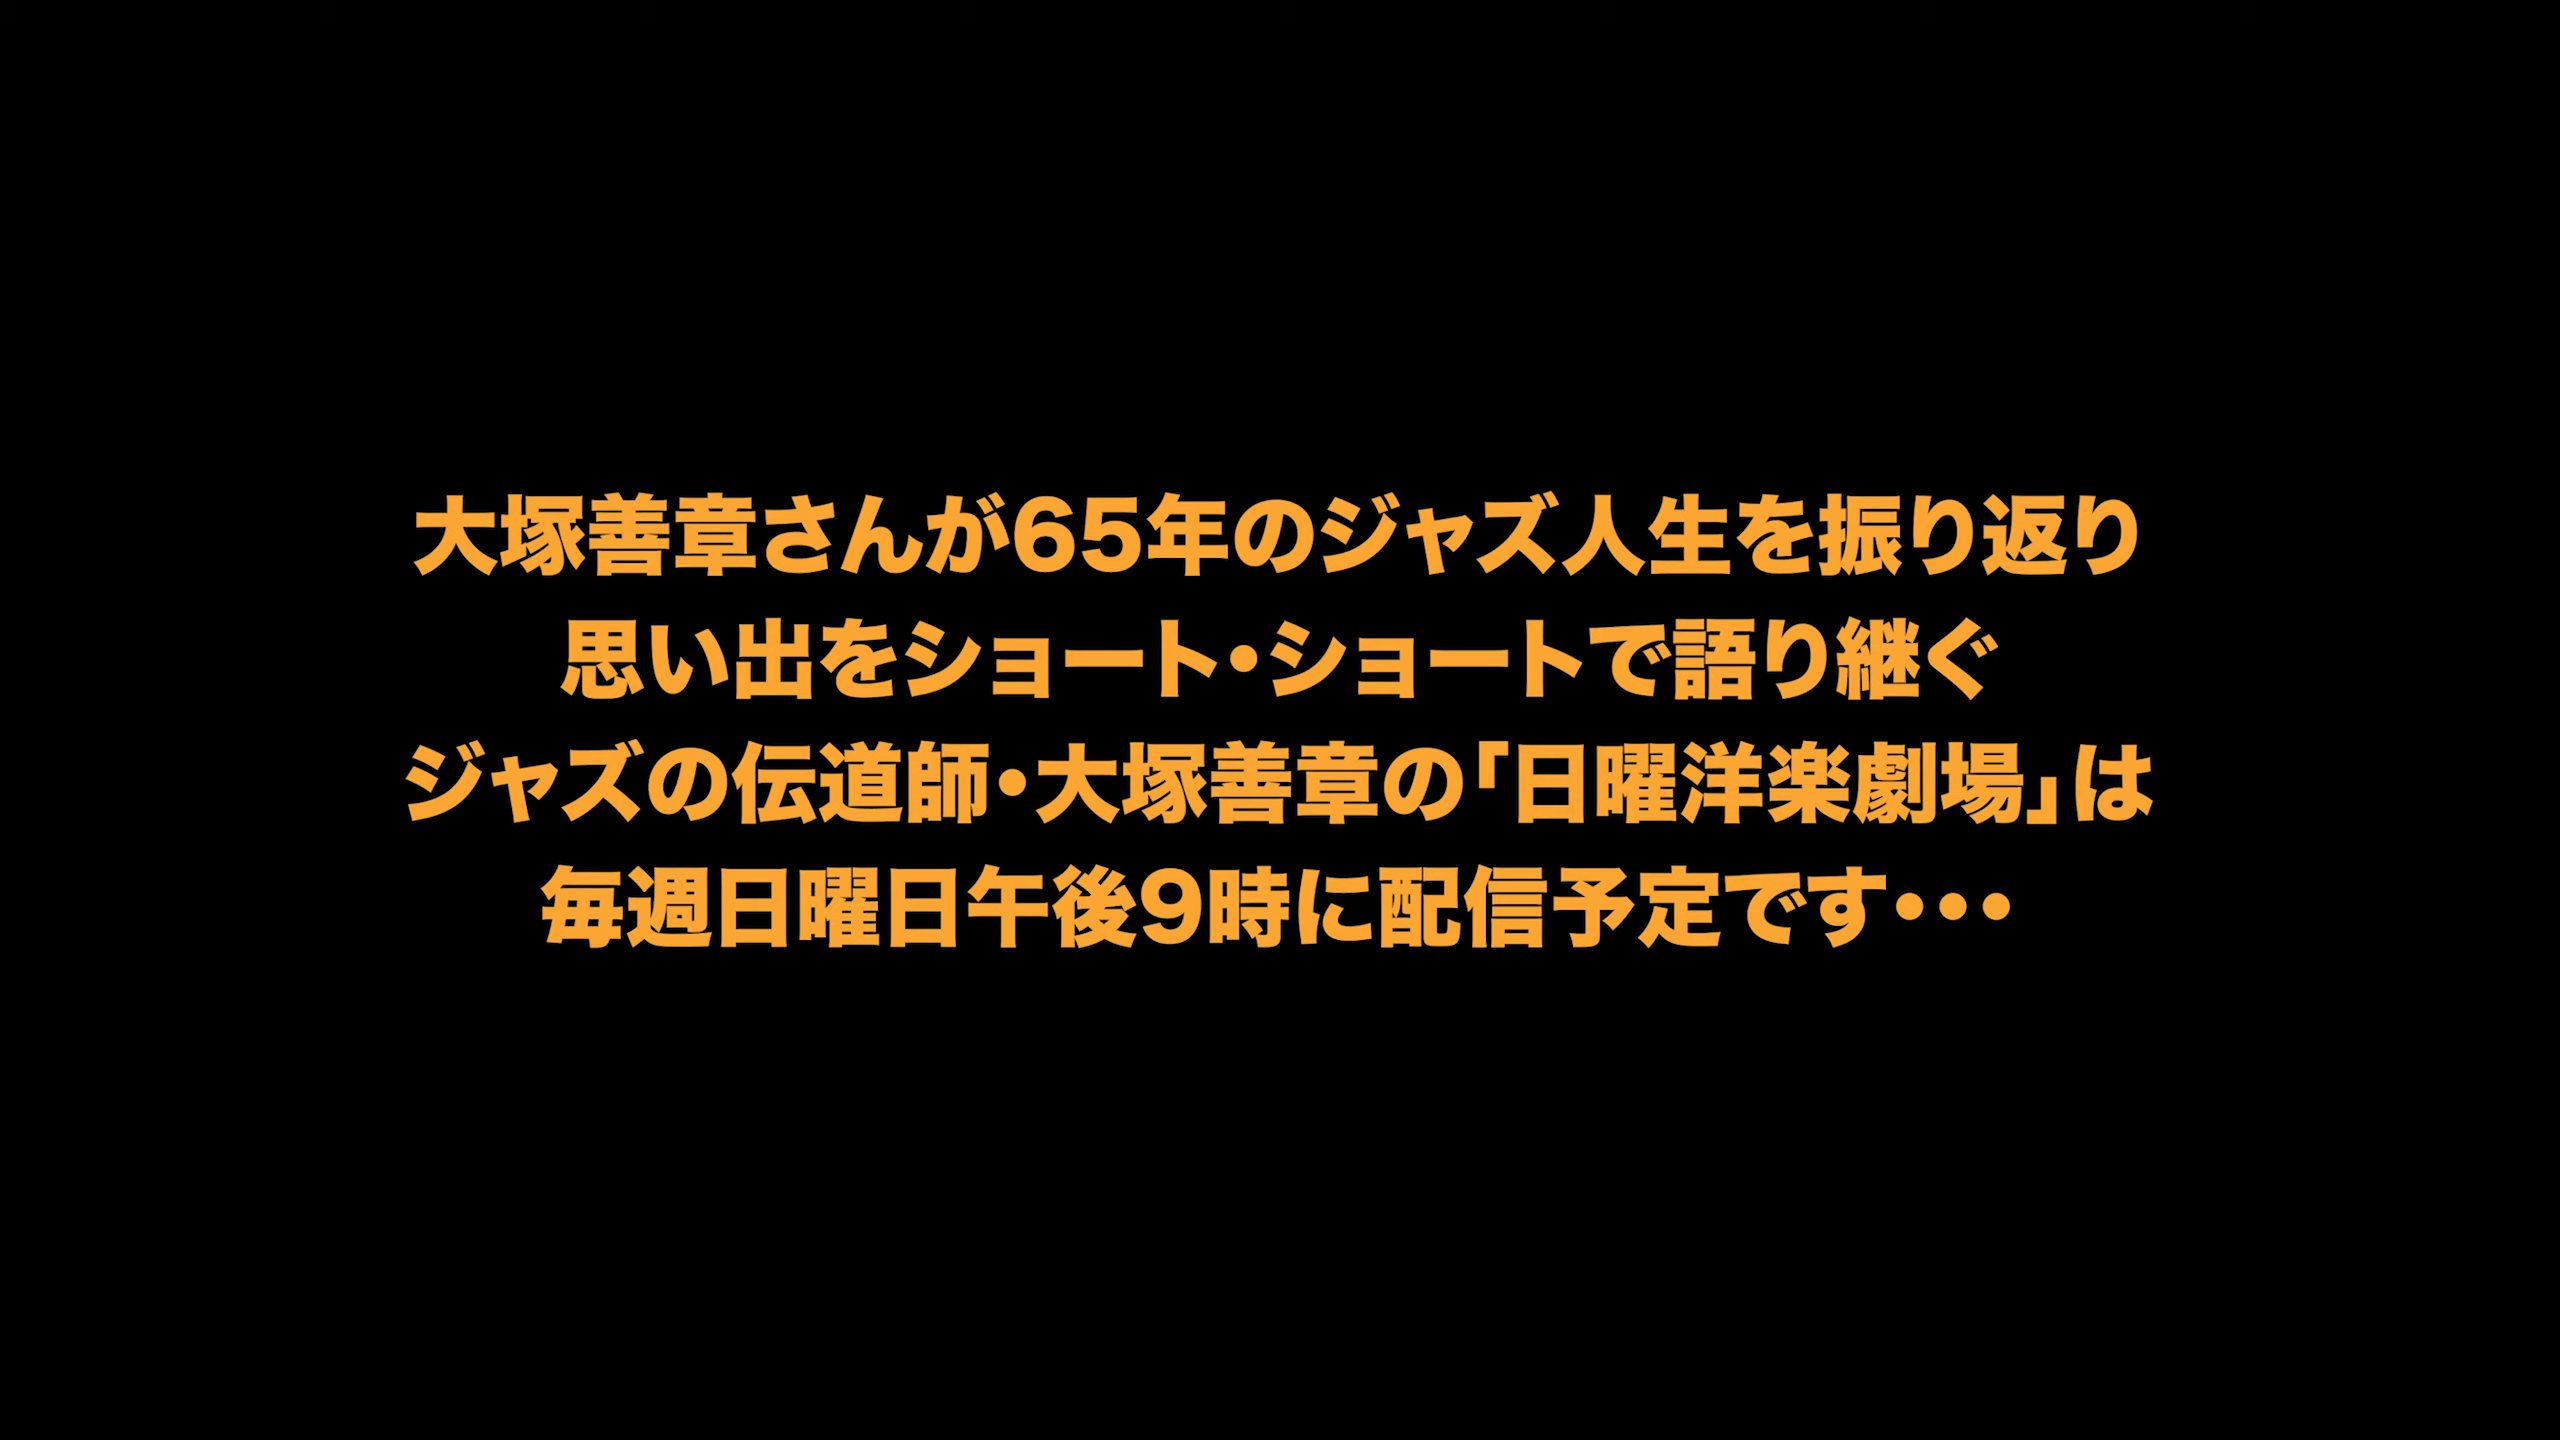 大塚善章さんが65年のジャズ人生を振り返り
思い出をショート・ショートで語り継ぐ
ジャズの伝道師・大塚善章の｢日曜洋楽劇場｣は
毎週日曜日午後9時に配信予定です・・・